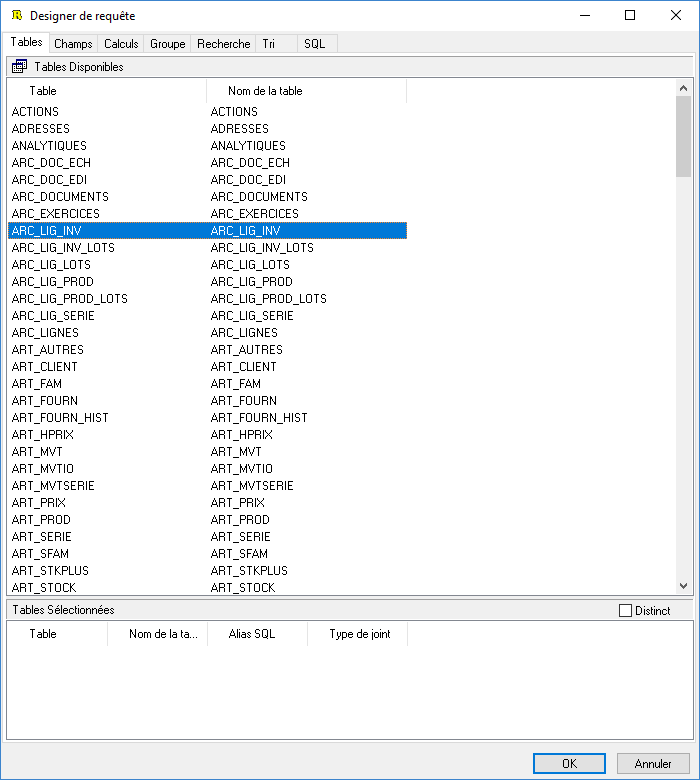 Designer de requête
Tables Champs Calculs Groupe Recherche Tri SQL
Tables Disponibles
Table Nom de la table
ACTIONS ACTIONS
ADRESSES ADRESSES
ANALYTIQUES ANALYTIQUES
ARC_DOC_ECH ARC_DOC_ECH
ARC_DOC_EDI ARC_DOC_EDI
ARC_DOCUMENTS ARC_DOCUMENTS
ARC_EXERCICES ARC_EXERCICES
ARC_LIG_INV ARC_LIG_INV
ARC_LIG_INV_LOTS ARC_LIG_INV_LOTS
ARC_LIG_LOTS ARC_LIG_LOTS
ARC_LIG_PROD ARC_LIG_PROD
ARC_LIG_PROD_LOTS ARC_LIG_PROD_LOTS
ARC_LIG_SERIE ARC_LIG_SERIE
ARC_LIGNES ARC_LIGNES
ART_AUTRES ART_AUTRES
ART_CLIENT ART_CLIENT
ART_FAM ART_FAM
ART_FOURN ART_FOURN
ART_FOURN_HIST ART_FOURN_HIST
ART_HPRIX ART_HPRIX
ART_MVT ART_MVT
ART_MVTIO ART_MVTIO
ART_MVTSERIE ART_MVTSERIE
ART_PRIX ART_PRIX
ART_PROD ART_PROD
ART_SERIE ART_SERIE
ART_SFAM ART_SFAM
ART_STKPLUS ART_STKPLUS
ART_STOCK ART_STOCK
Tables Sélectionnées Distinct
Table Nom de la ta... Alias SQL Type de joint
OK Annuler